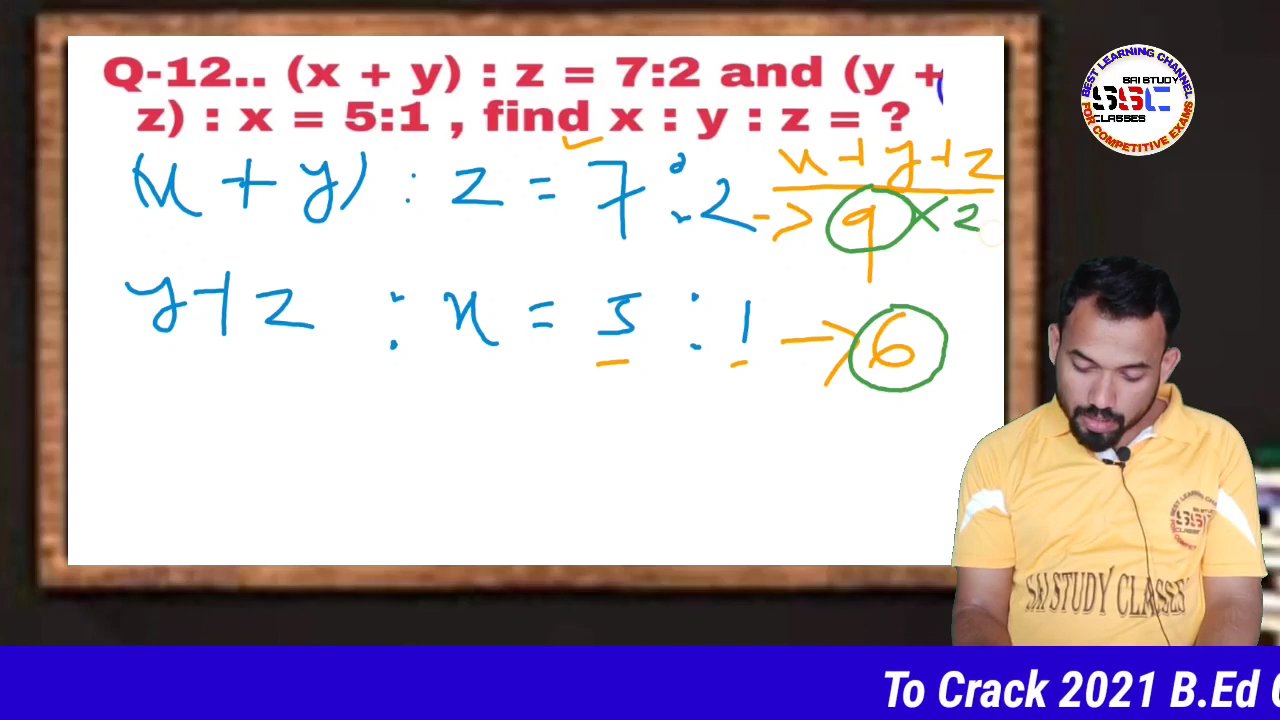 Q-12.. (x + y) : z = 7:2 and (y +
z) : x = 5:1 , find x : y : z = ?
(x + y) : z = 7 : 2 -> 9 × 2
x + y + z
y + z : x = 5 : 1 -> 6
BEST LEARNING CHANNEL
SAI STUDY
SSC
CLASSES
FOR COMPETITIVE EXAMS
SAI STUDY CLASSES
To Crack 2021 B.Ed